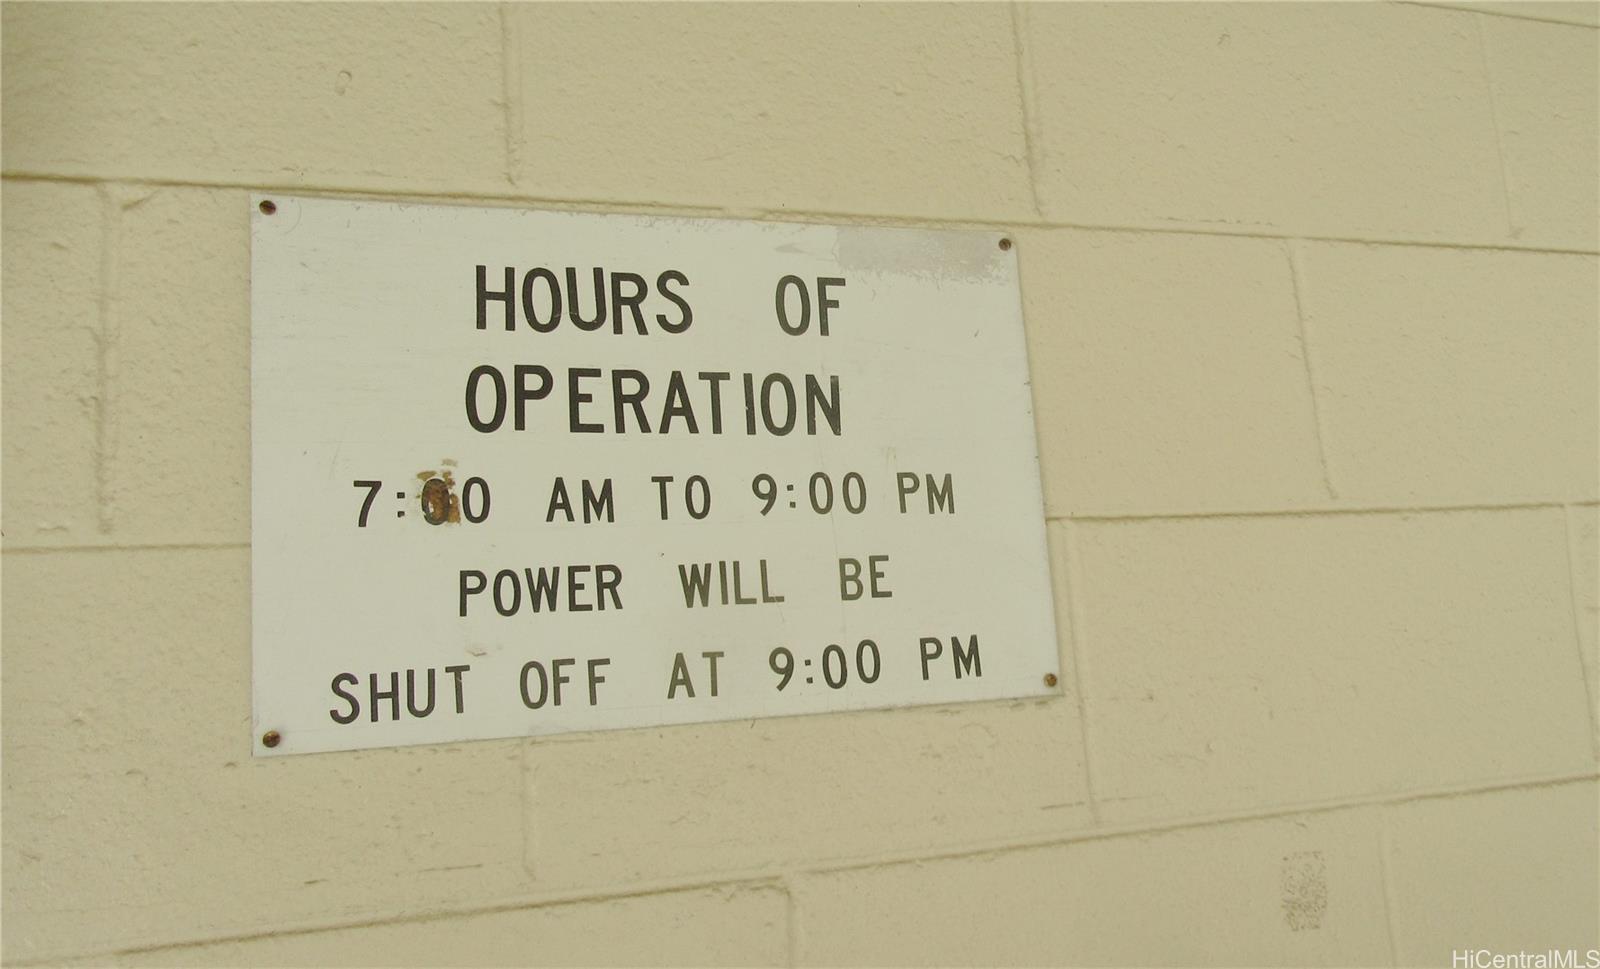 HOURS OF
OPERATION
7:00 AM TO 9:00 PM
POWER WILL BE
SHUT OFF AT 9:00 PM
HiCentralMLS